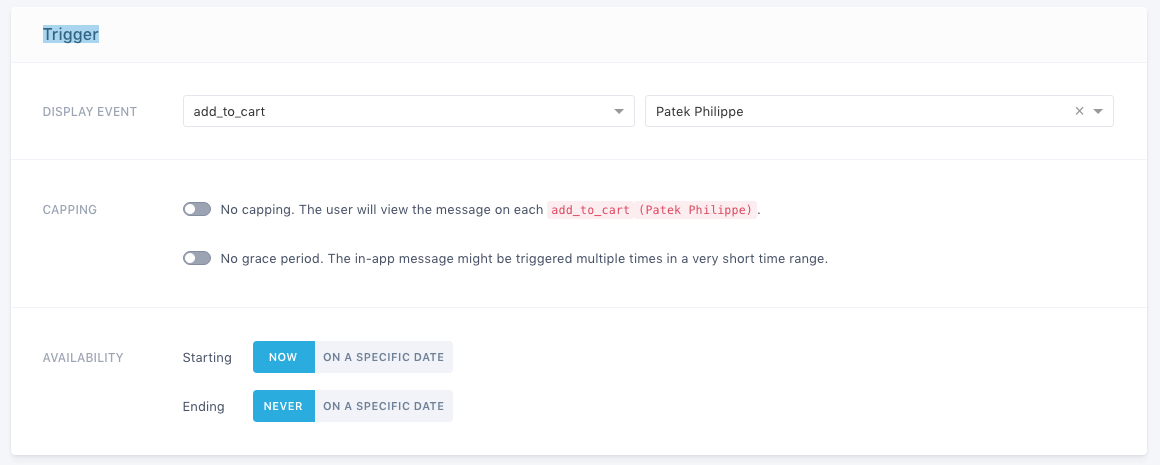 Trigger
DISPLAY EVENT add_to_cart Patek Philippe ×
CAPPING No capping. The user will view the message on each add_to_cart (Patek Philippe).
No grace period. The in-app message might be triggered multiple times in a very short time range.
AVAILABILITY Starting NOW ON A SPECIFIC DATE
Ending NEVER ON A SPECIFIC DATE